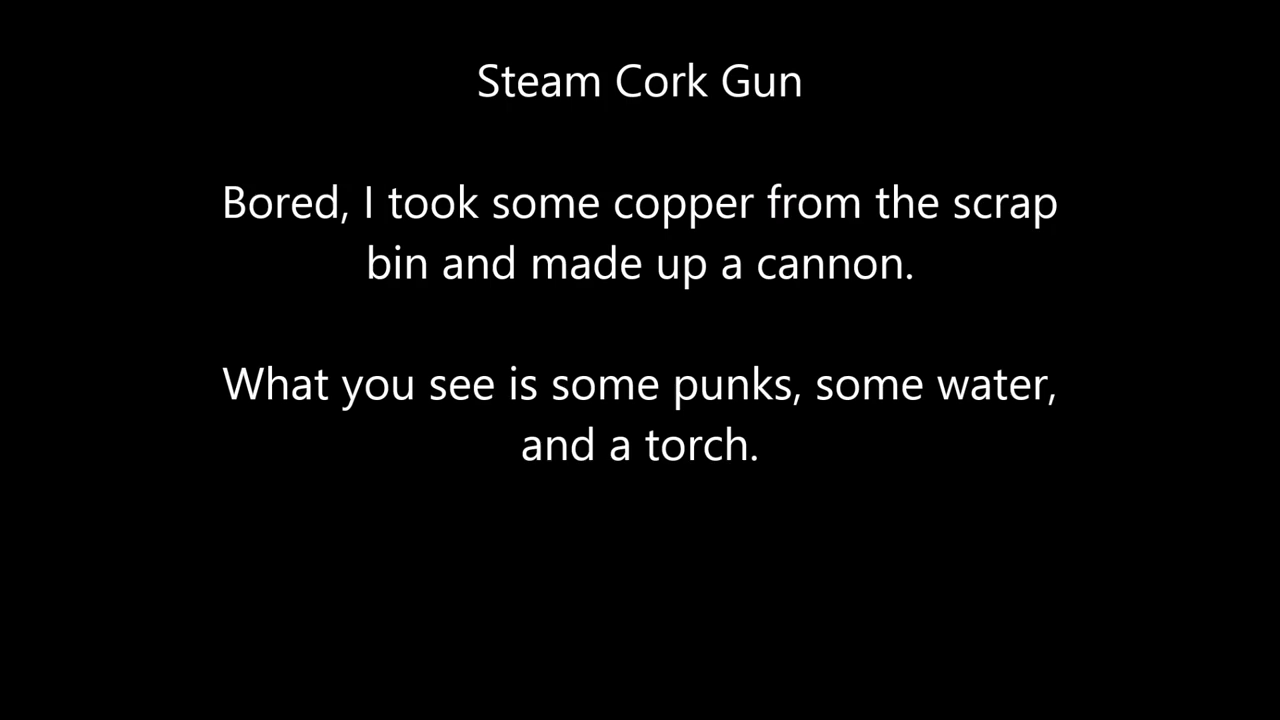 Steam Cork Gun
Bored, I took some copper from the scrap
bin and made up a cannon.
What you see is some punks, some water,
and a torch.